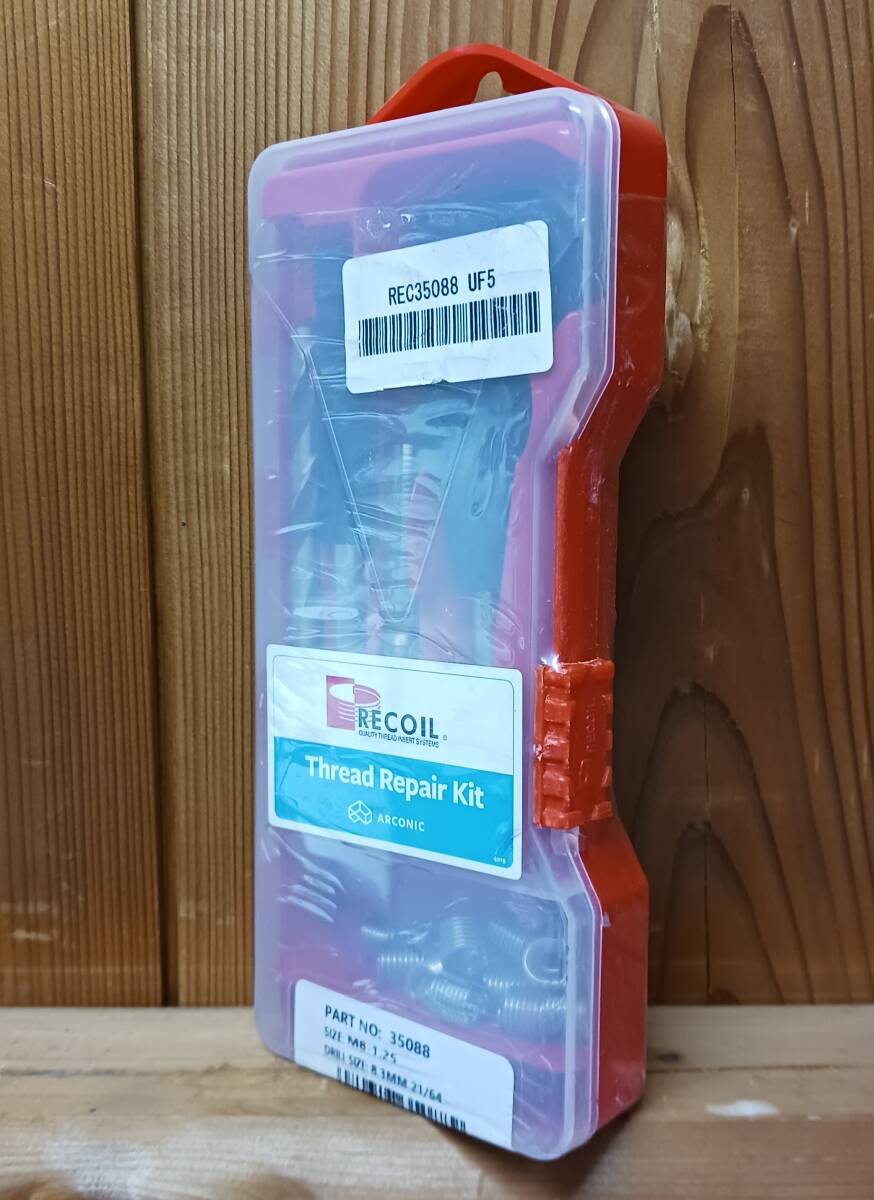 REC35088 UF5
RECOIL®
QUALITY THREAD INSERT SYSTEMS
Thread Repair Kit
ARCONIC
RECOIL
PART NO: 35088
SIZE: M8 1.25
DRILL SIZE: 8.3MM 21/64